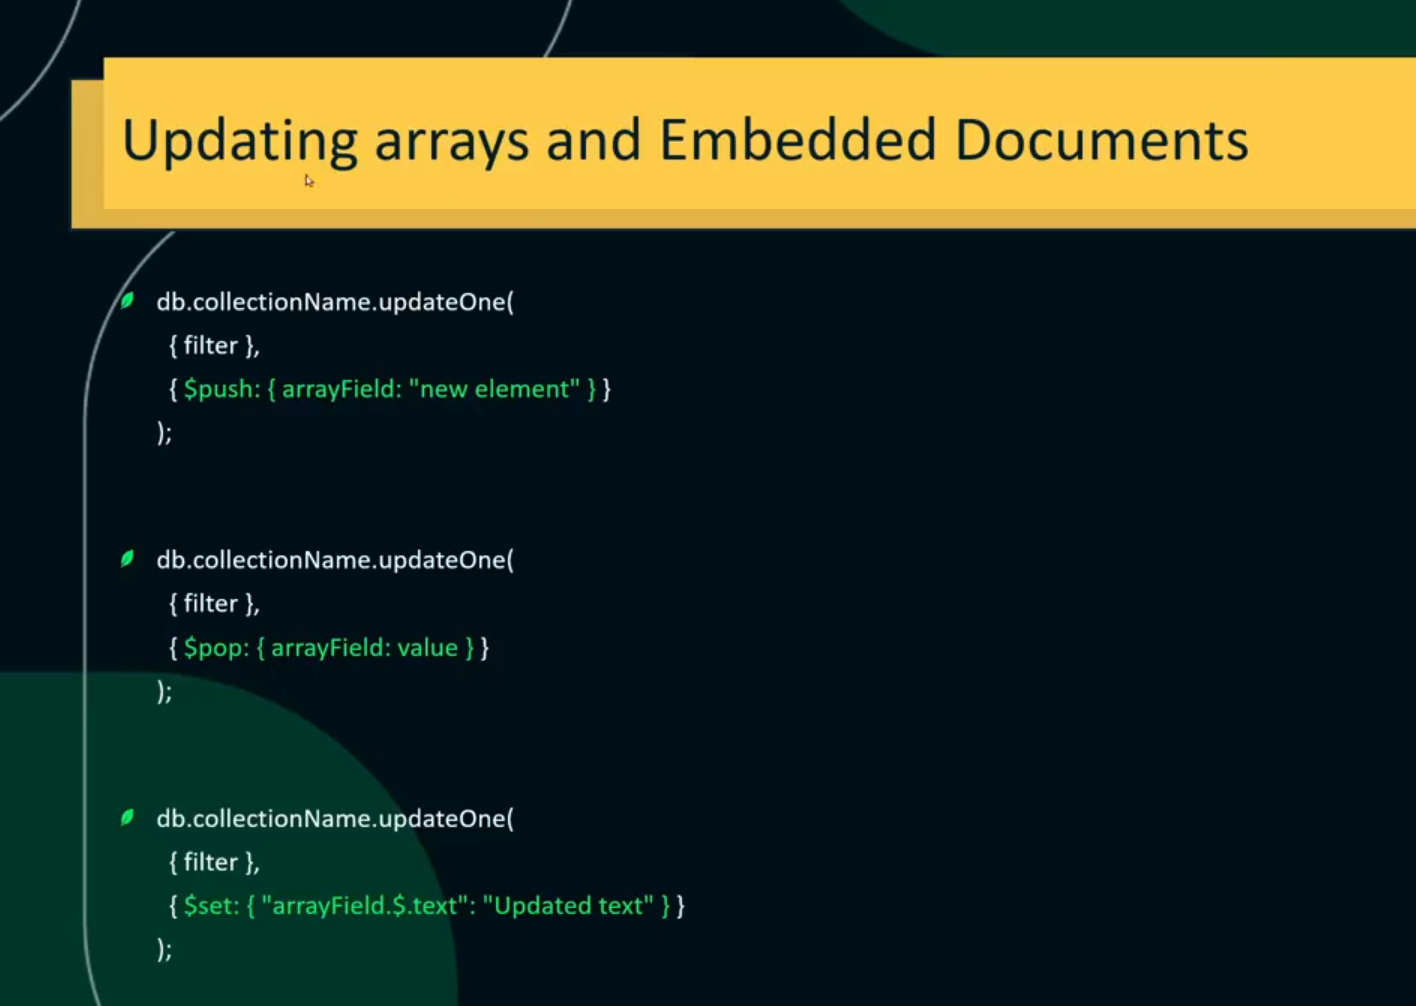 Updating arrays and Embedded Documents
db.collectionName.updateOne(
{ filter },
{ $push: { arrayField: "new element" } }
);
db.collectionName.updateOne(
{ filter },
{ $pop: { arrayField: value } }
);
db.collectionName.updateOne(
{ filter },
{ $set: { "arrayField.$.text": "Updated text" } }
);